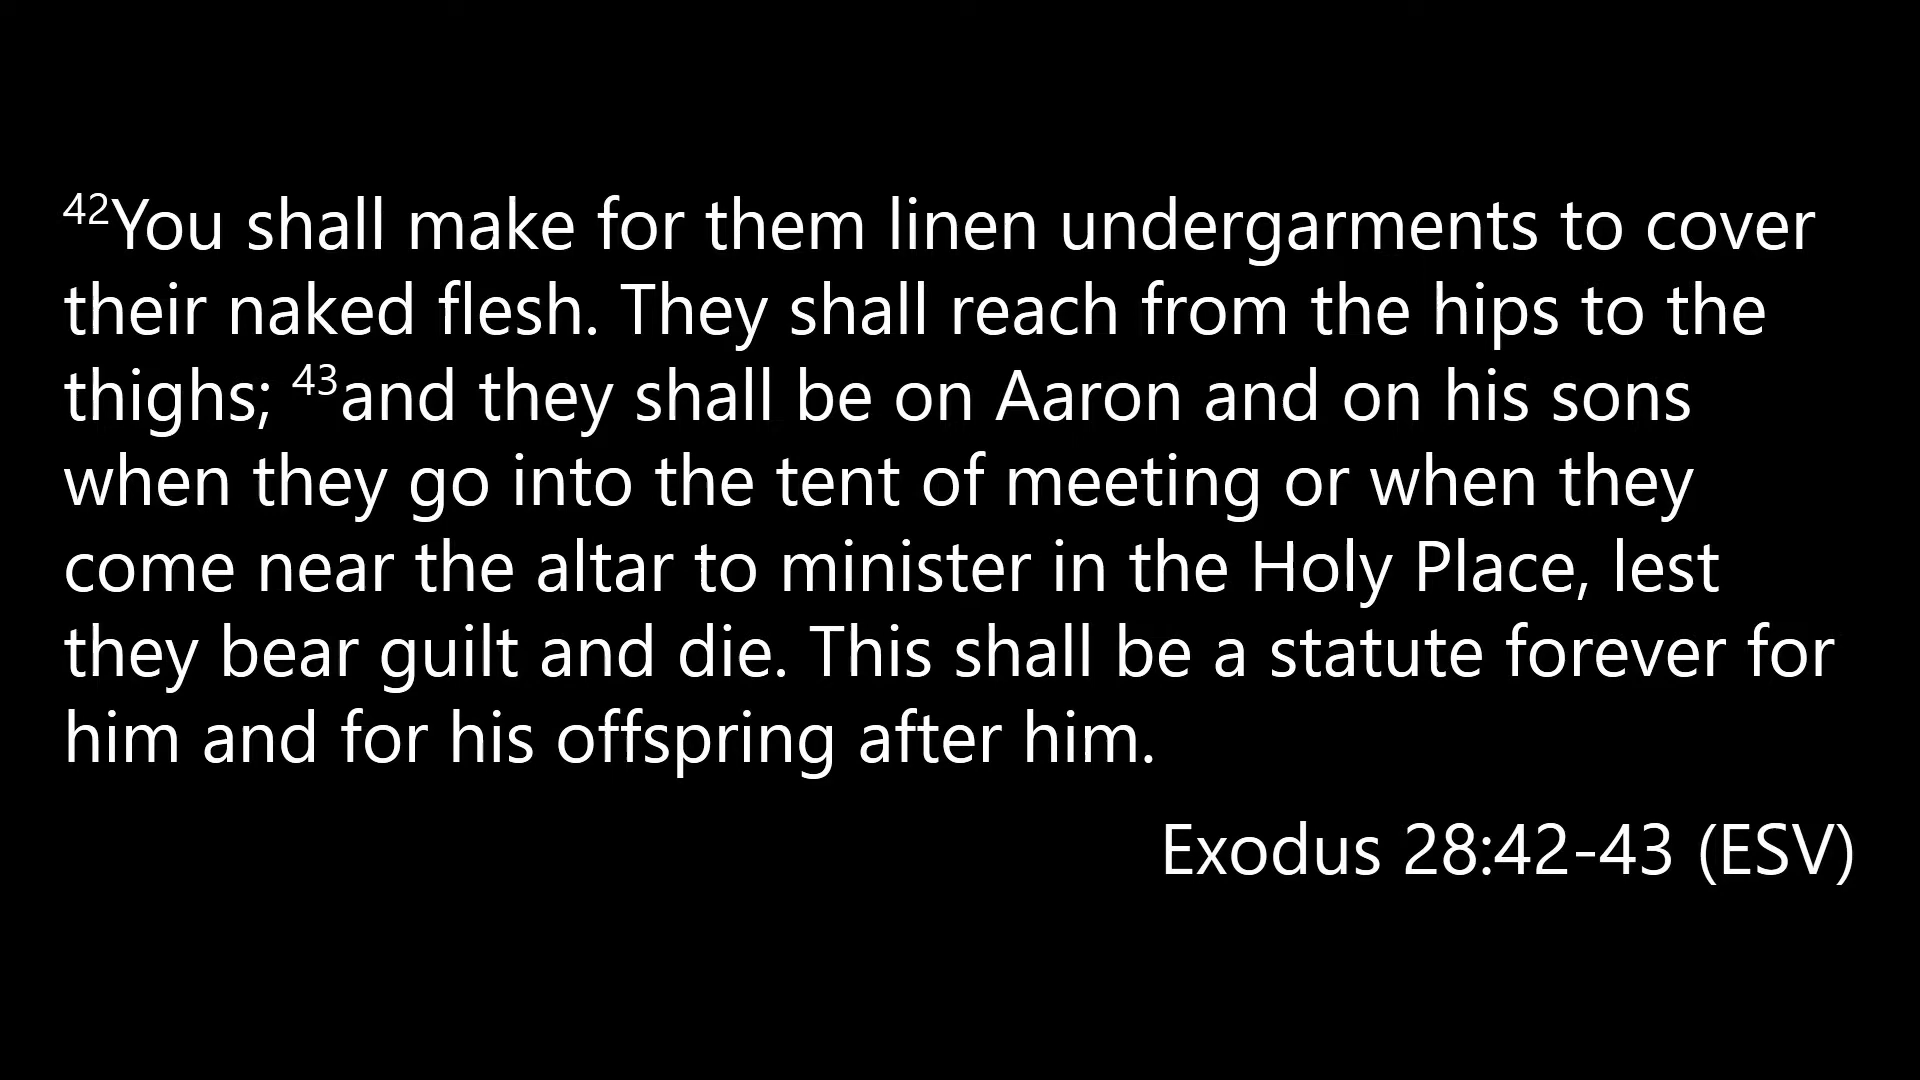 42You shall make for them linen undergarments to cover
their naked flesh. They shall reach from the hips to the
thighs; 43and they shall be on Aaron and on his sons
when they go into the tent of meeting or when they
come near the altar to minister in the Holy Place, lest
they bear guilt and die. This shall be a statute forever for
him and for his offspring after him.
Exodus 28:42-43 (ESV)